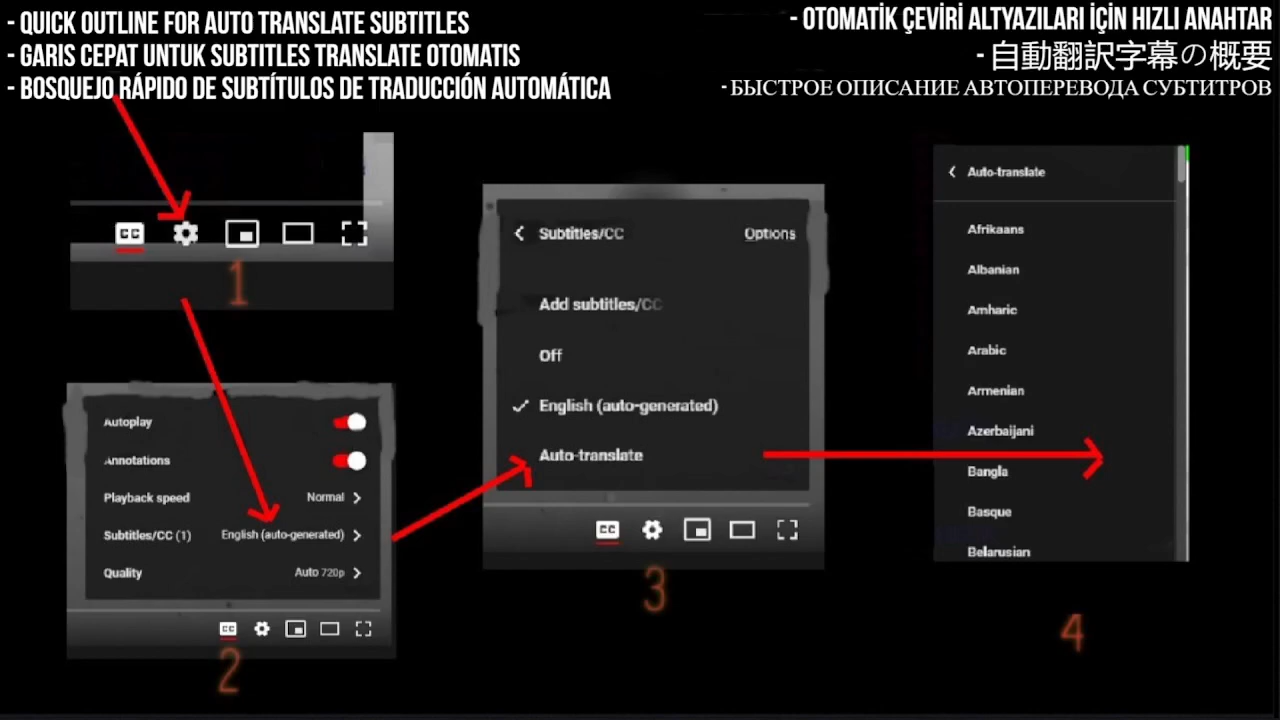 - QUICK OUTLINE FOR AUTO TRANSLATE SUBTITLES
- GARIS CEPAT UNTUK SUBTITLES TRANSLATE OTOMATIS
- BOSQUEJO RÁPIDO DE SUBTÍTULOS DE TRADUCCIÓN AUTOMÁTICA
- OTOMATİK ÇEVİRİ ALTYAZILARI İÇİN HIZLI ANAHTAR
- 自動翻訳字幕の概要
- БЫСТРОЕ ОПИСАНИЕ АВТОПЕРЕВОДА СУБТИТРОВ
CC
1
Autoplay
Annotations
Playback speed Normal
Subtitles/CC (1) English (auto-generated)
Quality Auto 720p
CC
2
Subtitles/CC Options
Add subtitles/CC
Off
English (auto-generated)
Auto-translate
CC
3
Auto-translate
Afrikaans
Albanian
Amharic
Arabic
Armenian
Azerbaijani
Bangla
Basque
Belarusian
4